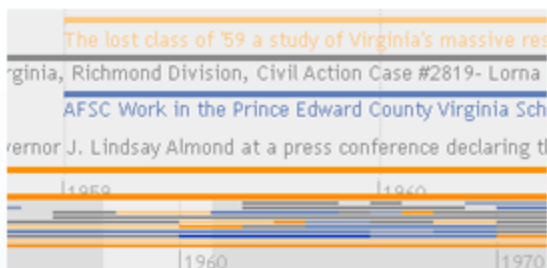 The lost class of '59 a study of Virginia's massive res
rginia, Richmond Division, Civil Action Case #2819- Lorna
AFSC Work in the Prince Edward County Virginia Sch
vernor J. Lindsay Almond at a press conference declaring t
1959 1960
1960 1970